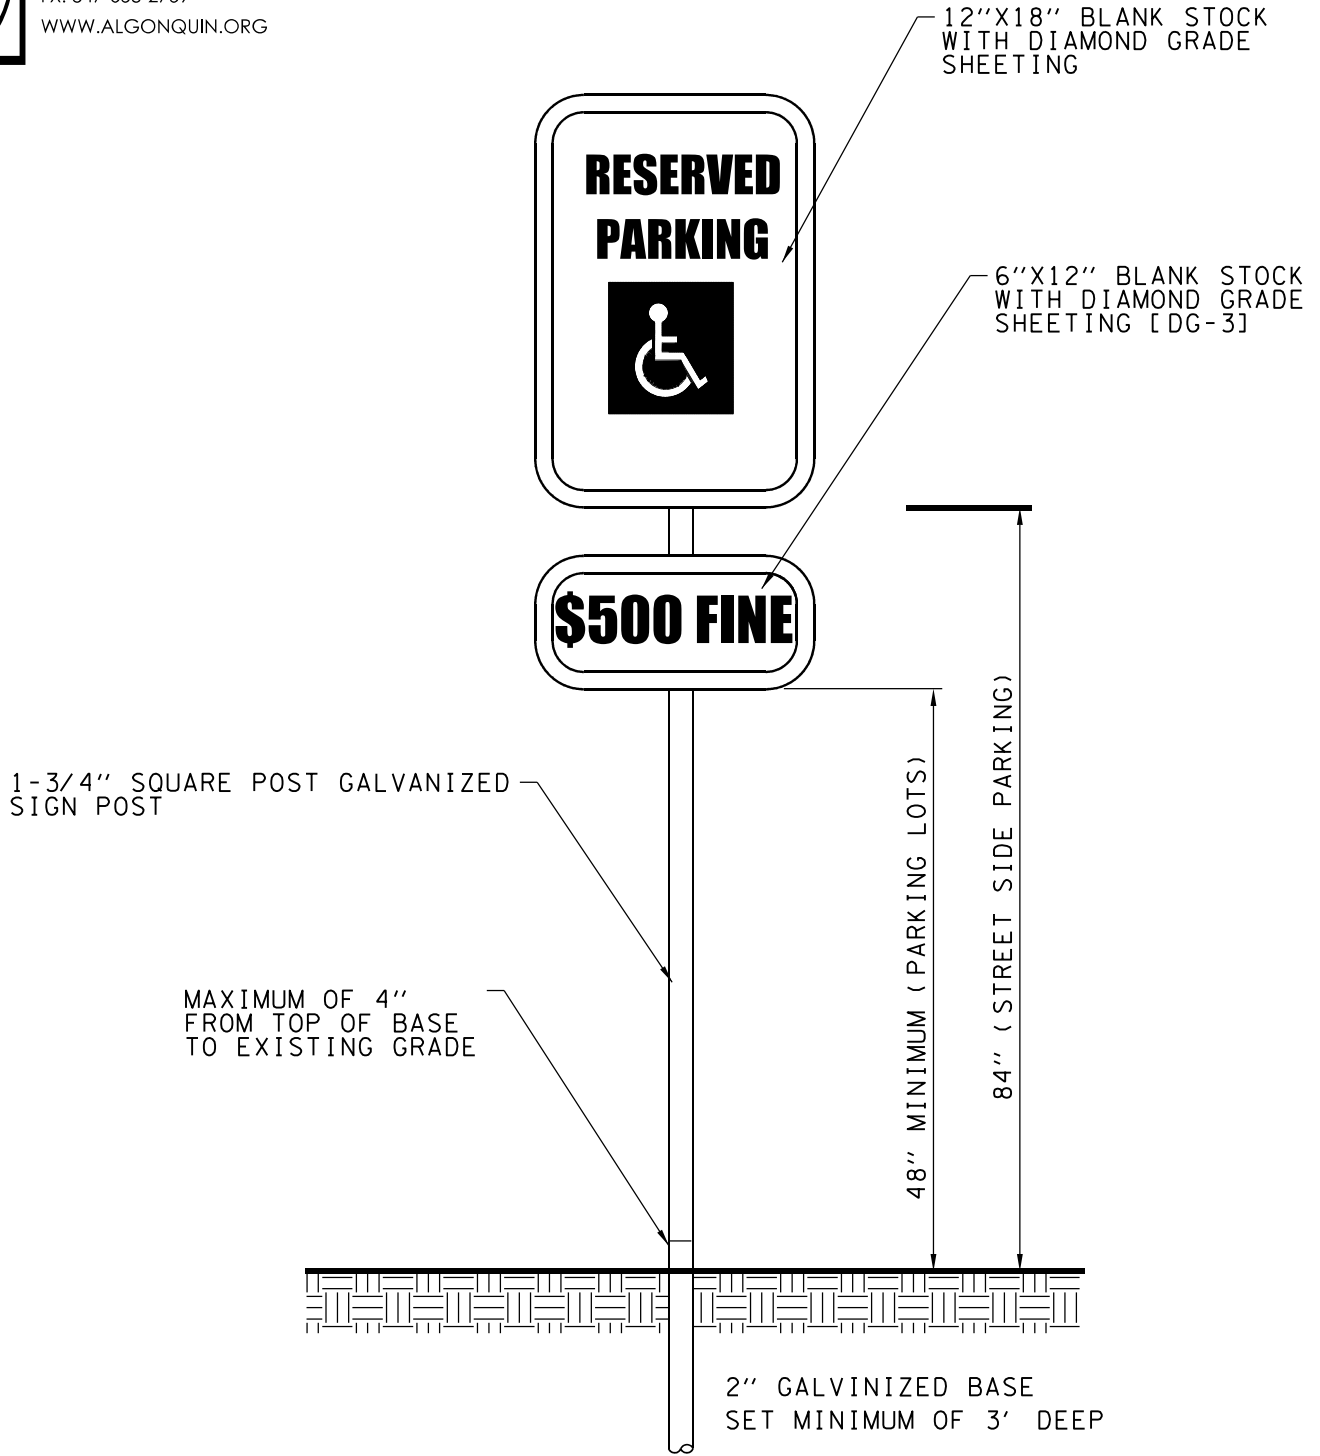 WWW.ALGONQUIN.ORG
12"X18" BLANK STOCK
WITH DIAMOND GRADE
SHEETING
RESERVED
PARKING
6"X12" BLANK STOCK
WITH DIAMOND GRADE
SHEETING [DG-3]
$500 FINE
1-3/4" SQUARE POST GALVANIZED
SIGN POST
48" MINIMUM (PARKING LOTS)
84" (STREET SIDE PARKING)
MAXIMUM OF 4"
FROM TOP OF BASE
TO EXISTING GRADE
2" GALVINIZED BASE
SET MINIMUM OF 3' DEEP